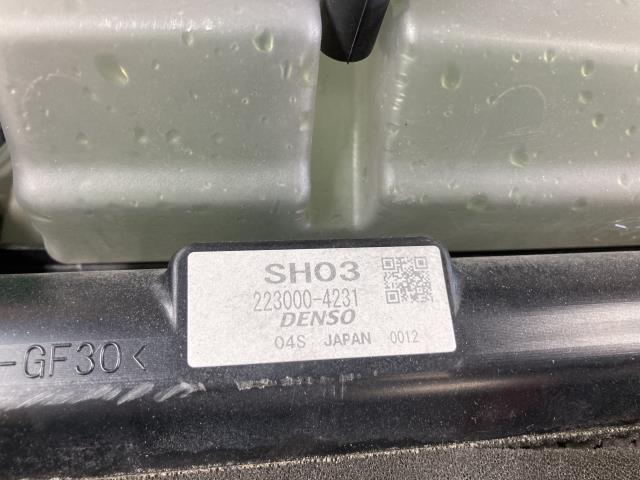 SH03
223000-4231
DENSO
04S JAPAN 0012
-GF30<